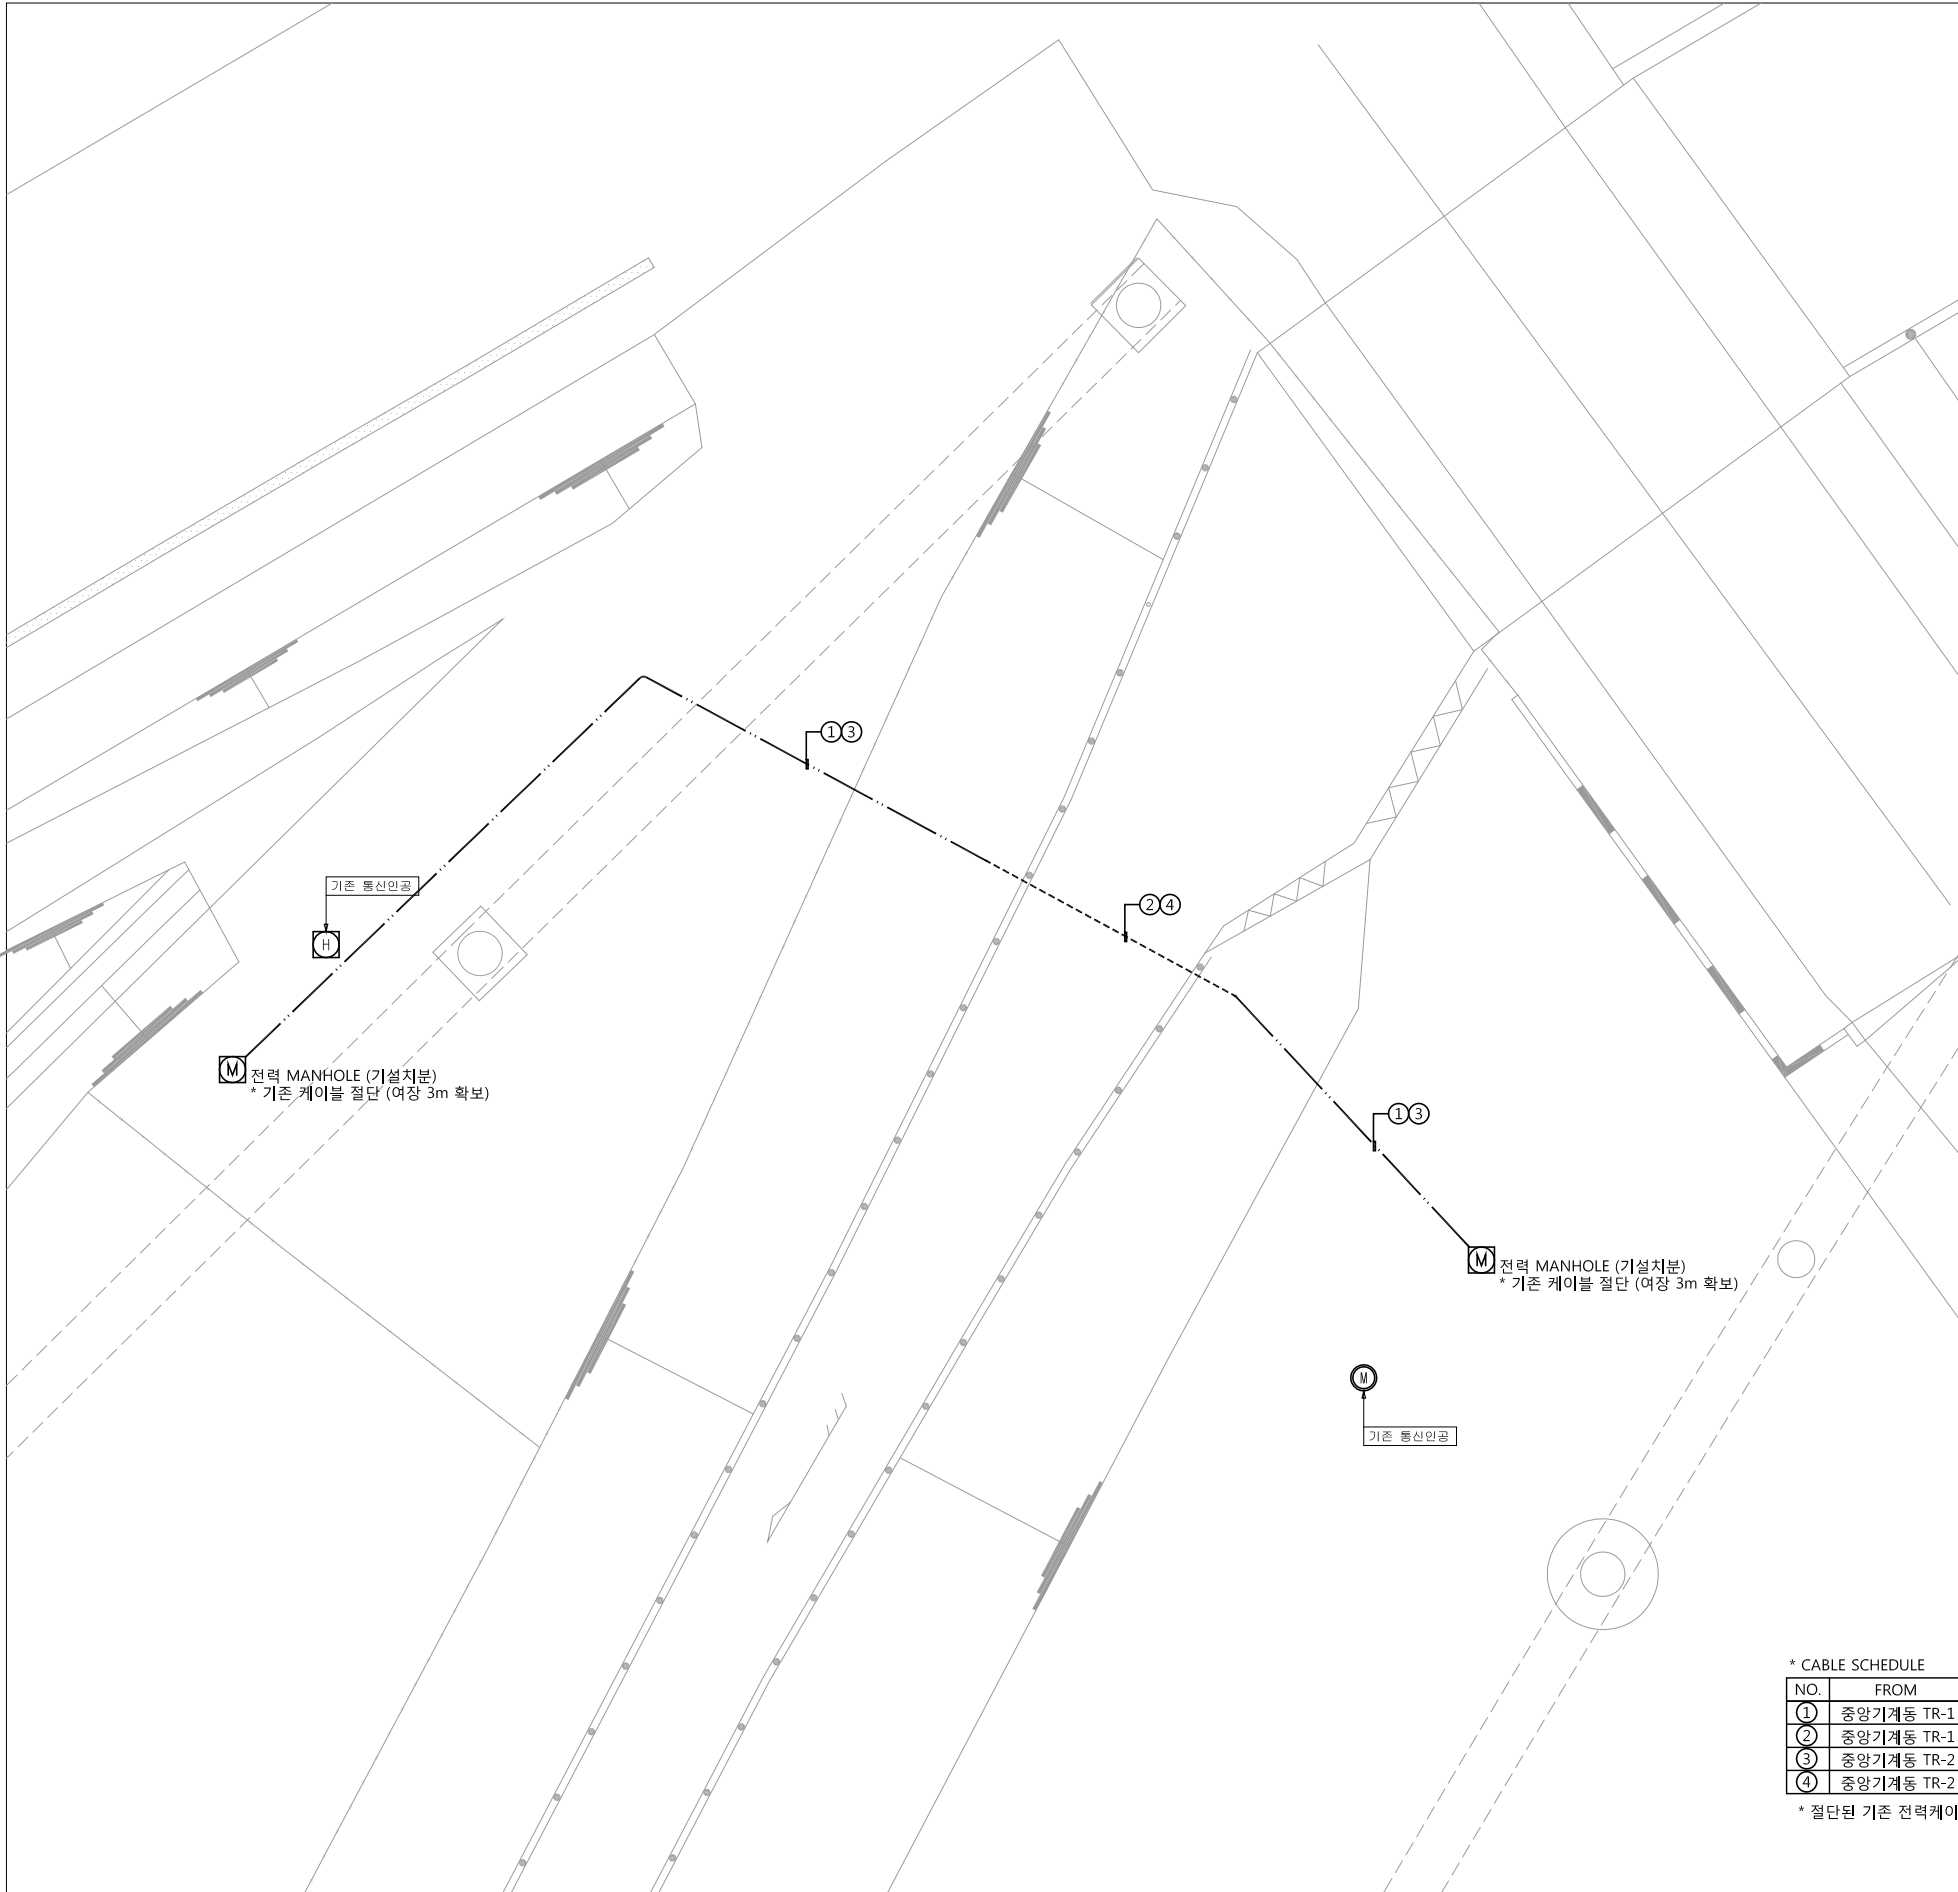 ①③
기존 통신인공
H
②④
M
전력 MANHOLE (기설치분)
* 기존 케이블 절단 (여장 3m 확보)
①③
M
전력 MANHOLE (기설치분)
* 기존 케이블 절단 (여장 3m 확보)
M
기존 통신인공
* CABLE SCHEDULE
NO. FROM
① 중앙기계동 TR-1
② 중앙기계동 TR-1
③ 중앙기계동 TR-2
④ 중앙기계동 TR-2
* 절단된 기존 전력케이